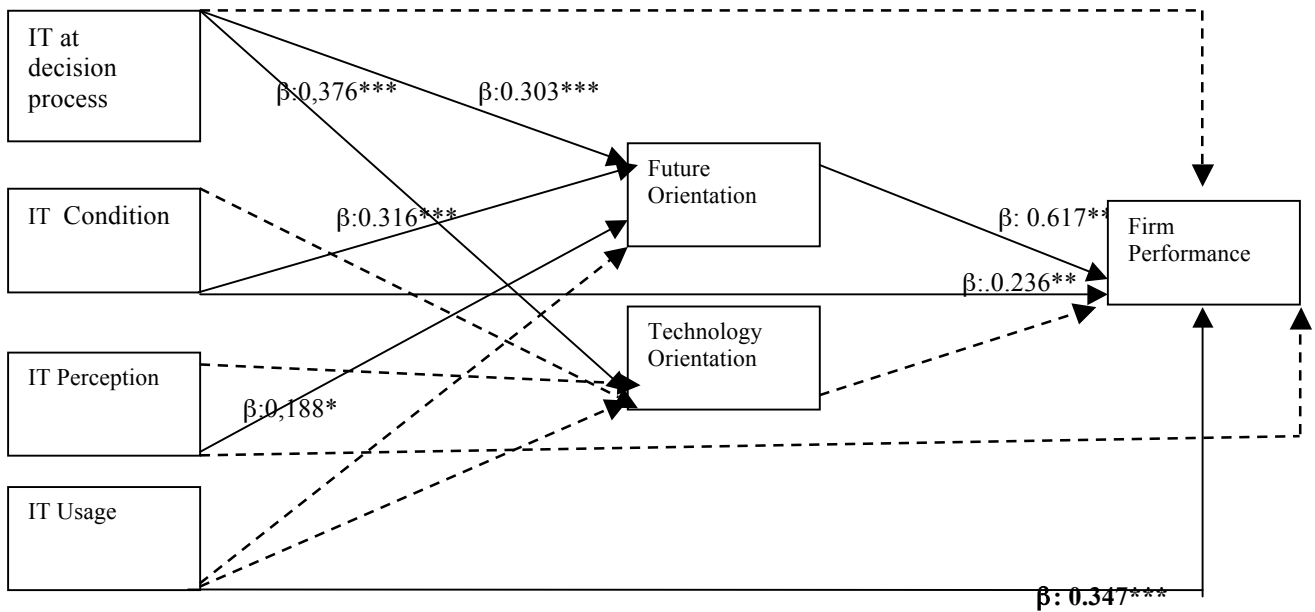 IT at
decision
process
β:0,376***
β:0.303***
Future
Orientation
IT Condition
β:0.316***
β: 0.617**
Firm
Performance
β:.0.236**
Technology
Orientation
IT Perception
β:0,188*
IT Usage
β: 0.347***